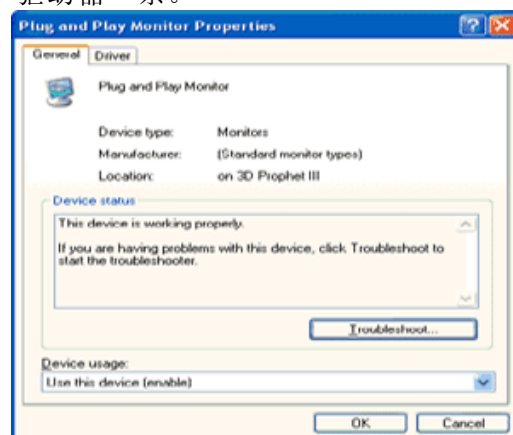 Plug and Play Monitor Properties
General Driver
Plug and Play Monitor
Device type: Monitors
Manufacturer: (Standard monitor types)
Location: on 3D Prophet III
Device status
This device is working properly.
If you are having problems with this device, click Troubleshoot to
start the troubleshooter.
Troubleshoot...
Device usage:
Use this device (enable)
OK Cancel